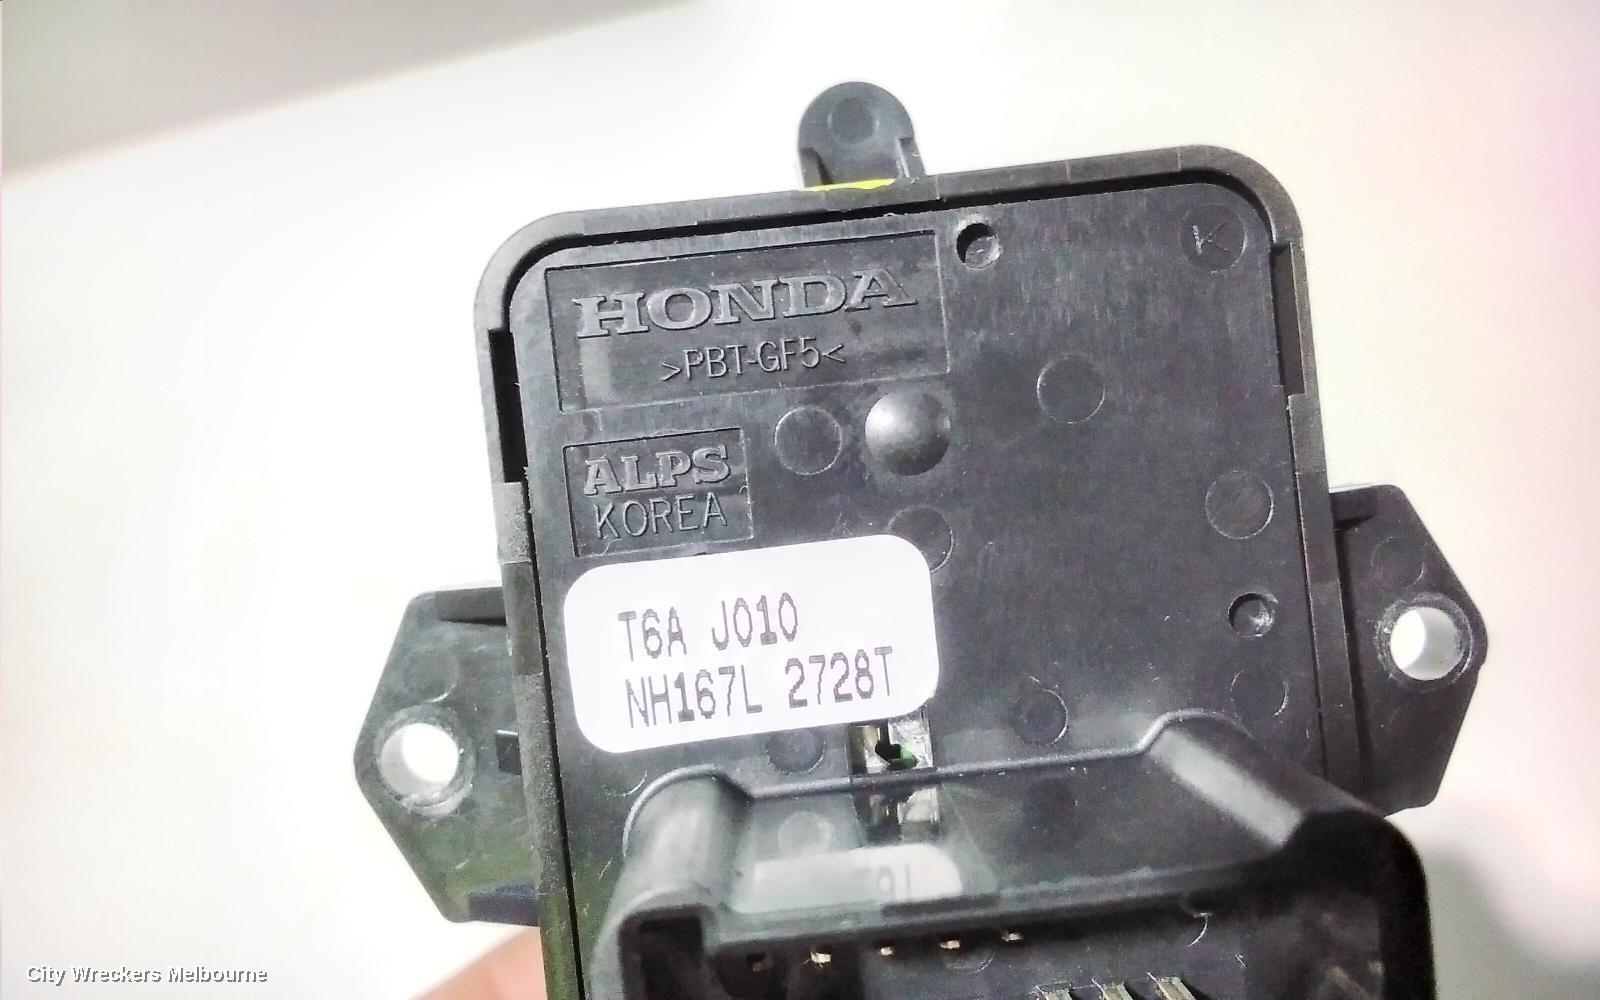 K
HONDA
>PBT-GF5<
ALPS
KOREA
T6A J010
NH167L 2728T
City Wreckers Melbourne